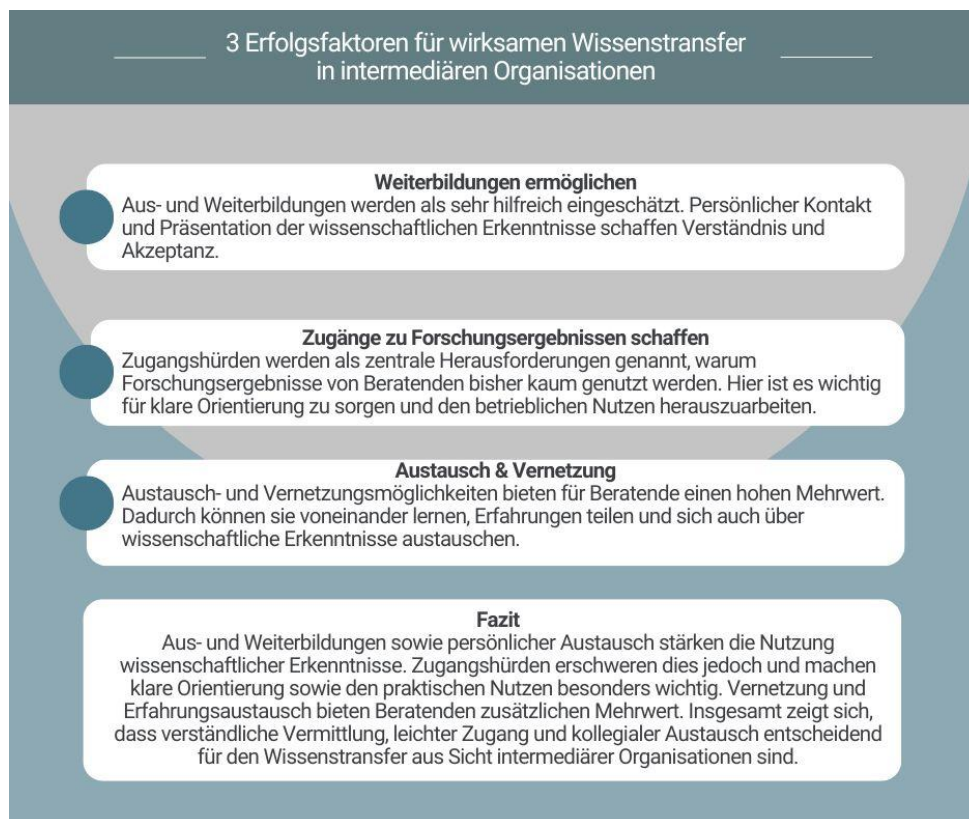 3 Erfolgsfaktoren für wirksamen Wissenstransfer
in intermediären Organisationen
Weiterbildungen ermöglichen
Aus- und Weiterbildungen werden als sehr hilfreich eingeschätzt. Persönlicher Kontakt
und Präsentation der wissenschaftlichen Erkenntnisse schaffen Verständnis und
Akzeptanz.
Zugänge zu Forschungsergebnissen schaffen
Zugangshürden werden als zentrale Herausforderungen genannt, warum
Forschungsergebnisse von Beratenden bisher kaum genutzt werden. Hier ist es wichtig
für klare Orientierung zu sorgen und den betrieblichen Nutzen herauszuarbeiten.
Austausch & Vernetzung
Austausch- und Vernetzungsmöglichkeiten bieten für Beratende einen hohen Mehrwert.
Dadurch können sie voneinander lernen, Erfahrungen teilen und sich auch über
wissenschaftliche Erkenntnisse austauschen.
Fazit
Aus- und Weiterbildungen sowie persönlicher Austausch stärken die Nutzung
wissenschaftlicher Erkenntnisse. Zugangshürden erschweren dies jedoch und machen
klare Orientierung sowie den praktischen Nutzen besonders wichtig. Vernetzung und
Erfahrungsaustausch bieten Beratenden zusätzlichen Mehrwert. Insgesamt zeigt sich,
dass verständliche Vermittlung, leichter Zugang und kollegialer Austausch entscheidend
für den Wissenstransfer aus Sicht intermediärer Organisationen sind.